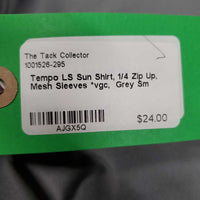 The Tack Collector
1001526-295
Tempo LS Sun Shirt, 1/4 Zip Up,
Mesh Sleeves *vgc, Grey Sm
$24.00
AJGX5Q